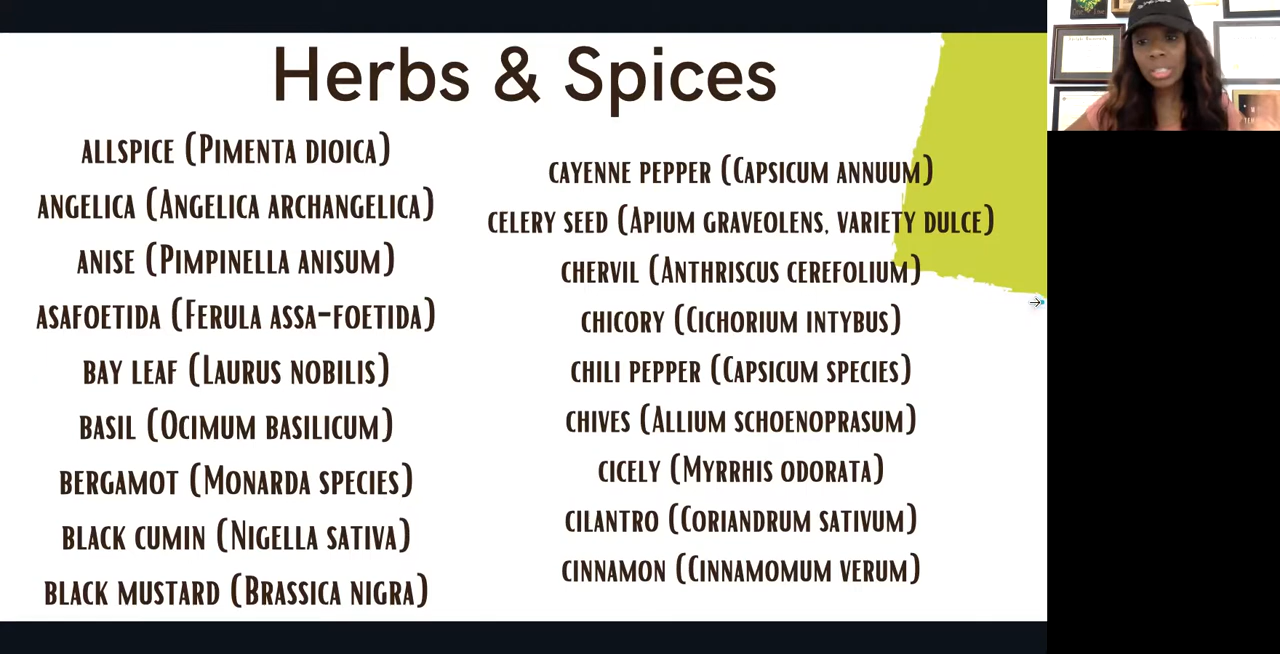 Herbs & Spices
ALLSPICE (PIMENTA DIOICA)
ANGELICA (ANGELICA ARCHANGELICA)
ANISE (PIMPINELLA ANISUM)
ASAFOETIDA (FERULA ASSA-FOETIDA)
BAY LEAF (LAURUS NOBILIS)
BASIL (OCIMUM BASILICUM)
BERGAMOT (MONARDA SPECIES)
BLACK CUMIN (NIGELLA SATIVA)
BLACK MUSTARD (BRASSICA NIGRA)
CAYENNE PEPPER (CAPSICUM ANNUUM)
CELERY SEED (APIUM GRAVEOLENS, VARIETY DULCE)
CHERVIL (ANTHRISCUS CEREFOLIUM)
CHICORY (CICHORIUM INTYBUS)
CHILI PEPPER (CAPSICUM SPECIES)
CHIVES (ALLIUM SCHOENOPRASUM)
CICELY (MYRRHIS ODORATA)
CILANTRO (CORIANDRUM SATIVUM)
CINNAMON (CINNAMOMUM VERUM)